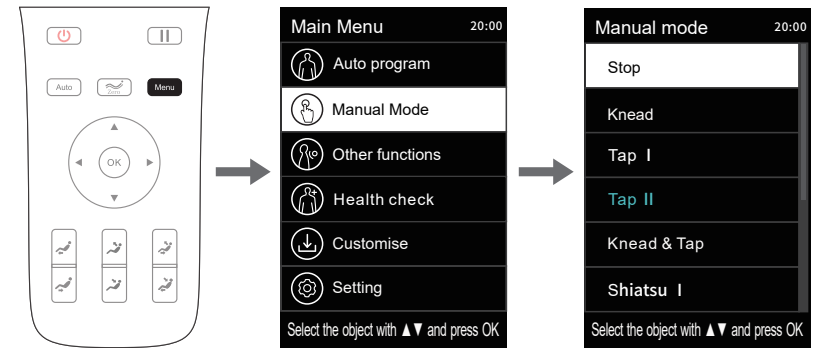 Auto
Zero
Menu
OK
Main Menu 20:00
Auto program
Manual Mode
Other functions
Health check
Customise
Setting
Select the object with ▲▼ and press OK
Manual mode 20:00
Stop
Knead
Tap I
Tap II
Knead & Tap
Shiatsu I
Select the object with ▲▼ and press OK